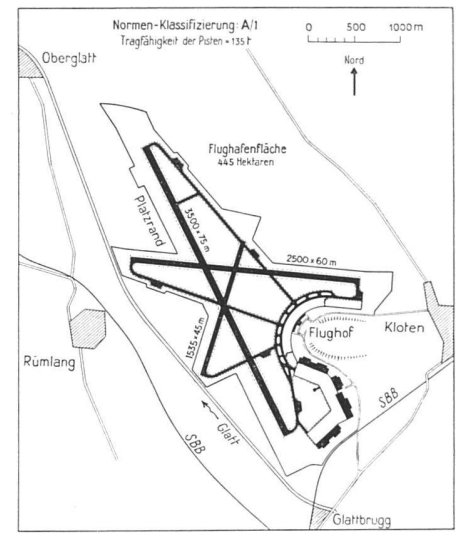 Normen-Klassifizierung: A/1
Tragfähigkeit der Pisten = 135 t
0 500 1000 m
Nord
Oberglatt
Flughafenfläche
445 Hektaren
Platzrand
3500 x 75 m
2500 x 60 m
1535 x 45 m
Flughof
Kloten
Rümlang
Glatt
SBB
SBB
Glattbrugg